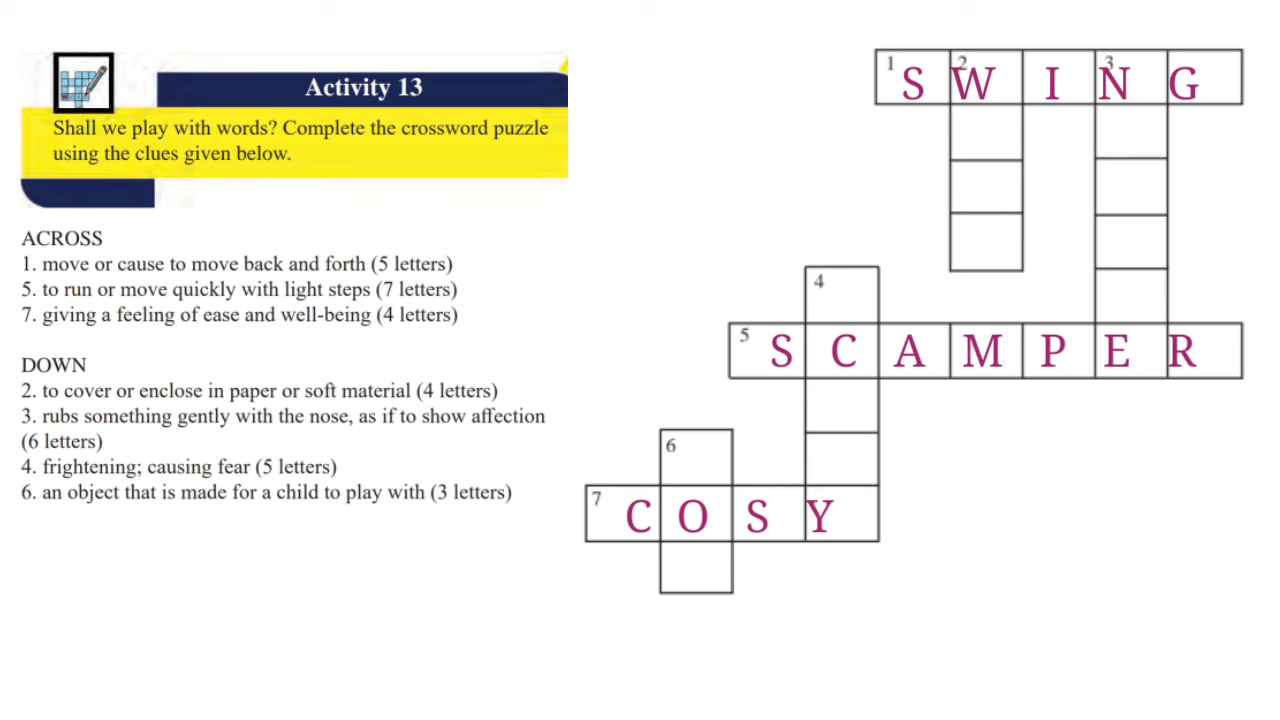 Activity 13
Shall we play with words? Complete the crossword puzzle
using the clues given below.
ACROSS
1. move or cause to move back and forth (5 letters)
5. to run or move quickly with light steps (7 letters)
7. giving a feeling of ease and well-being (4 letters)
DOWN
2. to cover or enclose in paper or soft material (4 letters)
3. rubs something gently with the nose, as if to show affection
(6 letters)
4. frightening; causing fear (5 letters)
6. an object that is made for a child to play with (3 letters)
1 S 2 W I 3 N G
4
5 S C A M P E R
6
7 C O S Y